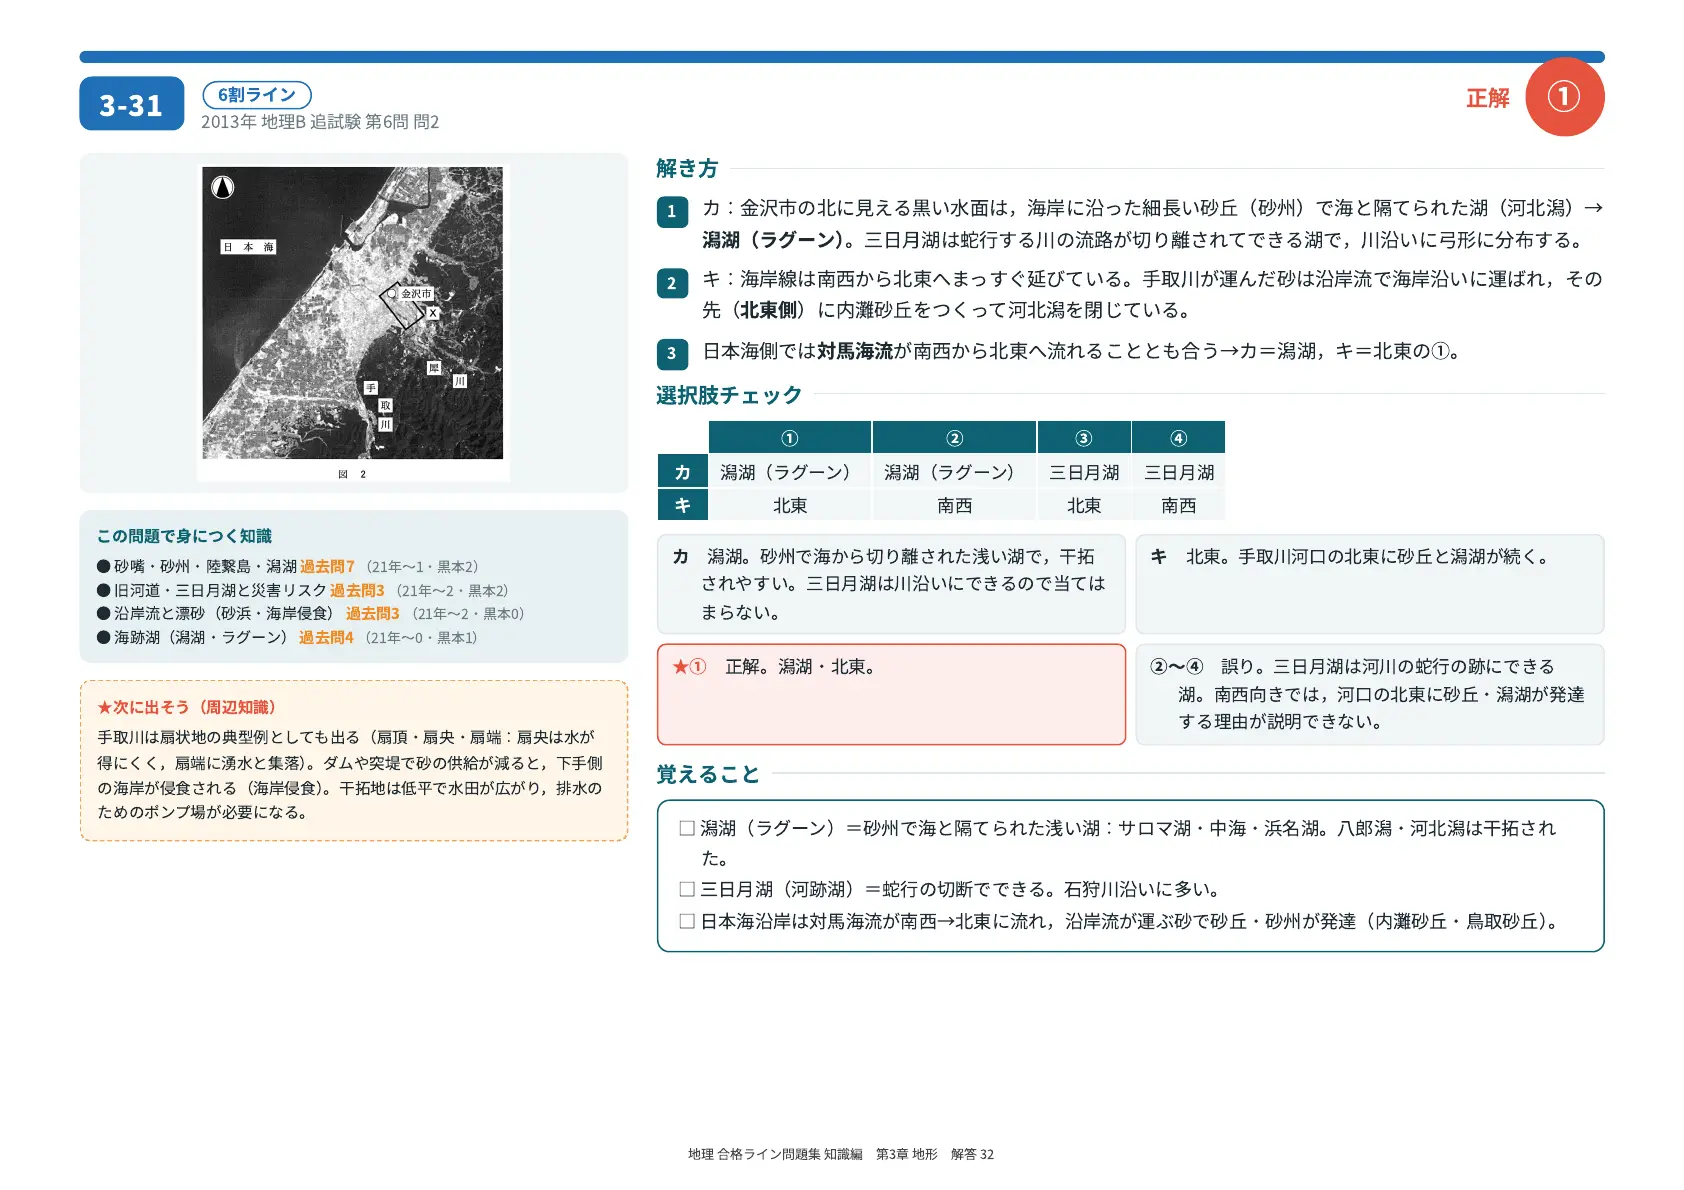 3-31
6割ライン
2013年 地理B 追試験 第6問 問2
正解 ①
日 本 海
金沢市
X
犀
川
手
取
川
図 2
この問題で身につく知識
● 砂嘴・砂州・陸繋島・潟湖 過去問7 （21年〜1・黒本2）
● 旧河道・三日月湖と災害リスク 過去問3 （21年〜2・黒本2）
● 沿岸流と漂砂（砂浜・海岸侵食） 過去問3 （21年〜2・黒本0）
● 海跡湖（潟湖・ラグーン） 過去問4 （21年〜0・黒本1）
★次に出そう（周辺知識）
手取川は扇状地の典型例としても出る（扇頂・扇央・扇端：扇央は水が
得にくく，扇端に湧水と集落）。ダムや突堤で砂の供給が減ると，下手側
の海岸が侵食される（海岸侵食）。干拓地は低平で水田が広がり，排水の
ためのポンプ場が必要になる。
解き方
1 カ：金沢市の北に見える黒い水面は，海岸に沿った細長い砂丘（砂州）で海と隔てられた湖（河北潟）→
潟湖（ラグーン）。三日月湖は蛇行する川の流路が切り離されてできる湖で，川沿いに弓形に分布する。
2 キ：海岸線は南西から北東へまっすぐ延びている。手取川が運んだ砂は沿岸流で海岸沿いに運ばれ，その
先（北東側）に内灘砂丘をつくって河北潟を閉じている。
3 日本海側では対馬海流が南西から北東へ流れることとも合う→カ＝潟湖，キ＝北東の①。
選択肢チェック
① ② ③ ④
カ 潟湖（ラグーン） 潟湖（ラグーン） 三日月湖 三日月湖
キ 北東 南西 北東 南西
カ 潟湖。砂州で海から切り離された浅い湖で，干拓
されやすい。三日月湖は川沿いにできるので当ては
まらない。
キ 北東。手取川河口の北東に砂丘と潟湖が続く。
★① 正解。潟湖・北東。
②〜④ 誤り。三日月湖は河川の蛇行の跡にできる
湖。南西向きでは，河口の北東に砂丘・潟湖が発達
する理由が説明できない。
覚えること
□ 潟湖（ラグーン）＝砂州で海と隔てられた浅い湖：サロマ湖・中海・浜名湖。八郎潟・河北潟は干拓され
た。
□ 三日月湖（河跡湖）＝蛇行の切断でできる。石狩川沿いに多い。
□ 日本海沿岸は対馬海流が南西→北東に流れ，沿岸流が運ぶ砂で砂丘・砂州が発達（内灘砂丘・鳥取砂丘）。
地理 合格ライン問題集 知識編 第3章 地形 解答 32